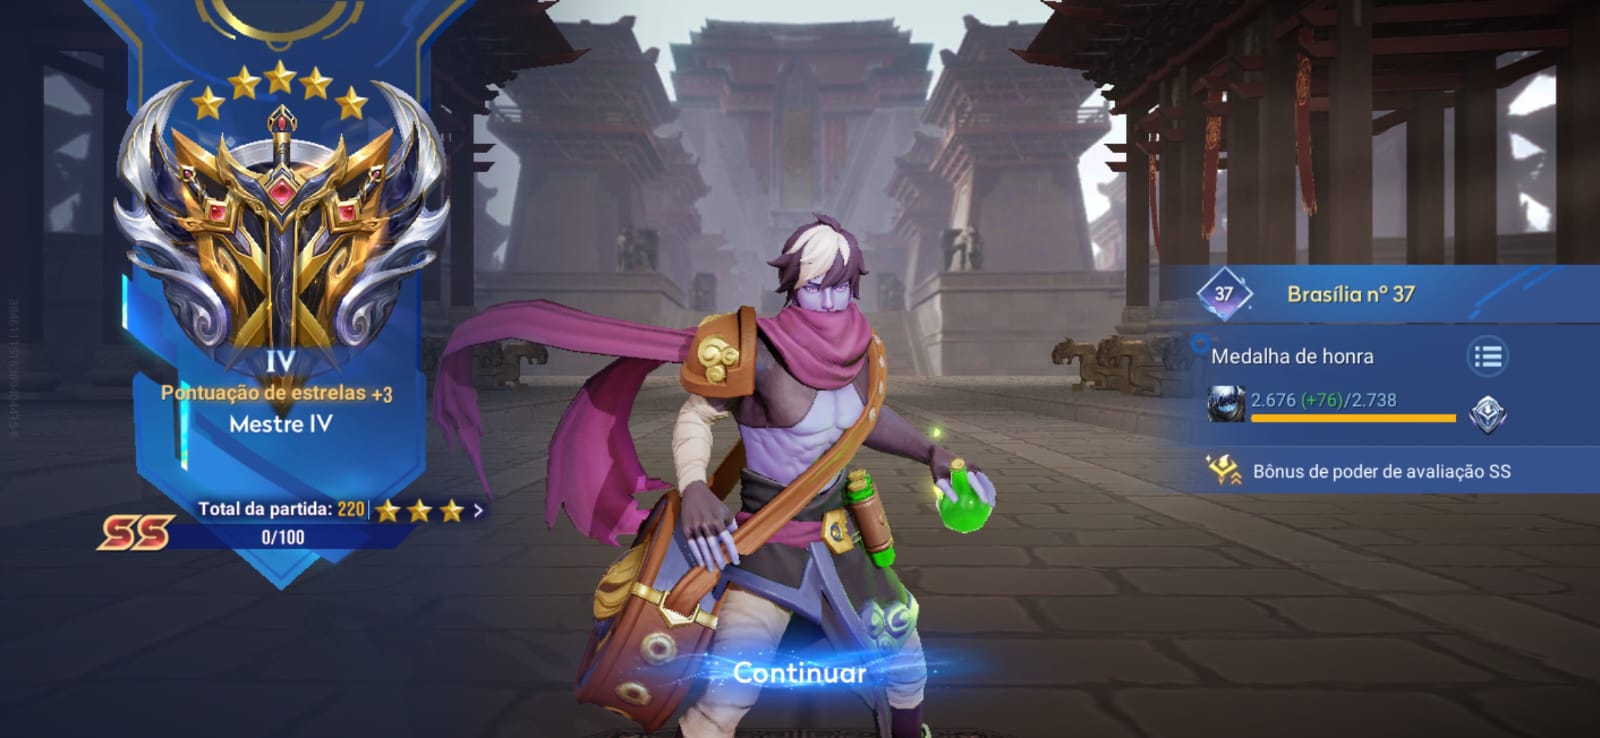 IV
Pontuação de estrelas +3
Mestre IV
Total da partida: 220
SS
0/100
37
Brasília nº 37
Medalha de honra
2.676 (+76)/2.738
Bônus de poder de avaliação SS
Continuar